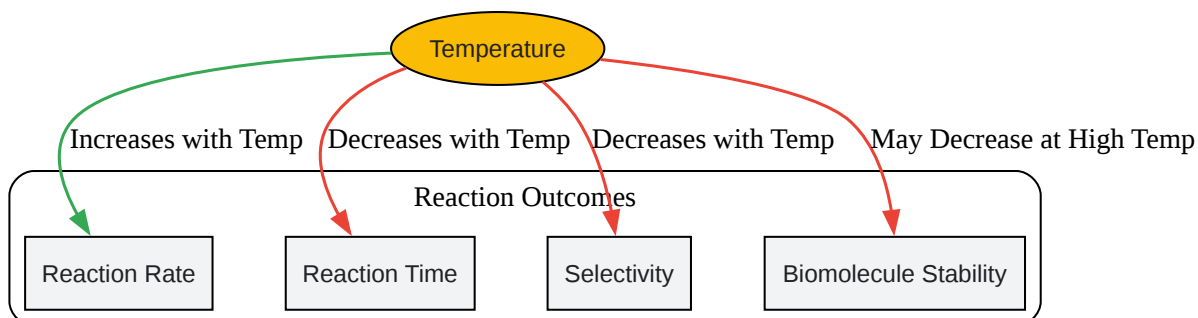 Temperature
Increases with Temp
Decreases with Temp
Decreases with Temp
May Decrease at High Temp
Reaction Outcomes
Reaction Rate
Reaction Time
Selectivity
Biomolecule Stability